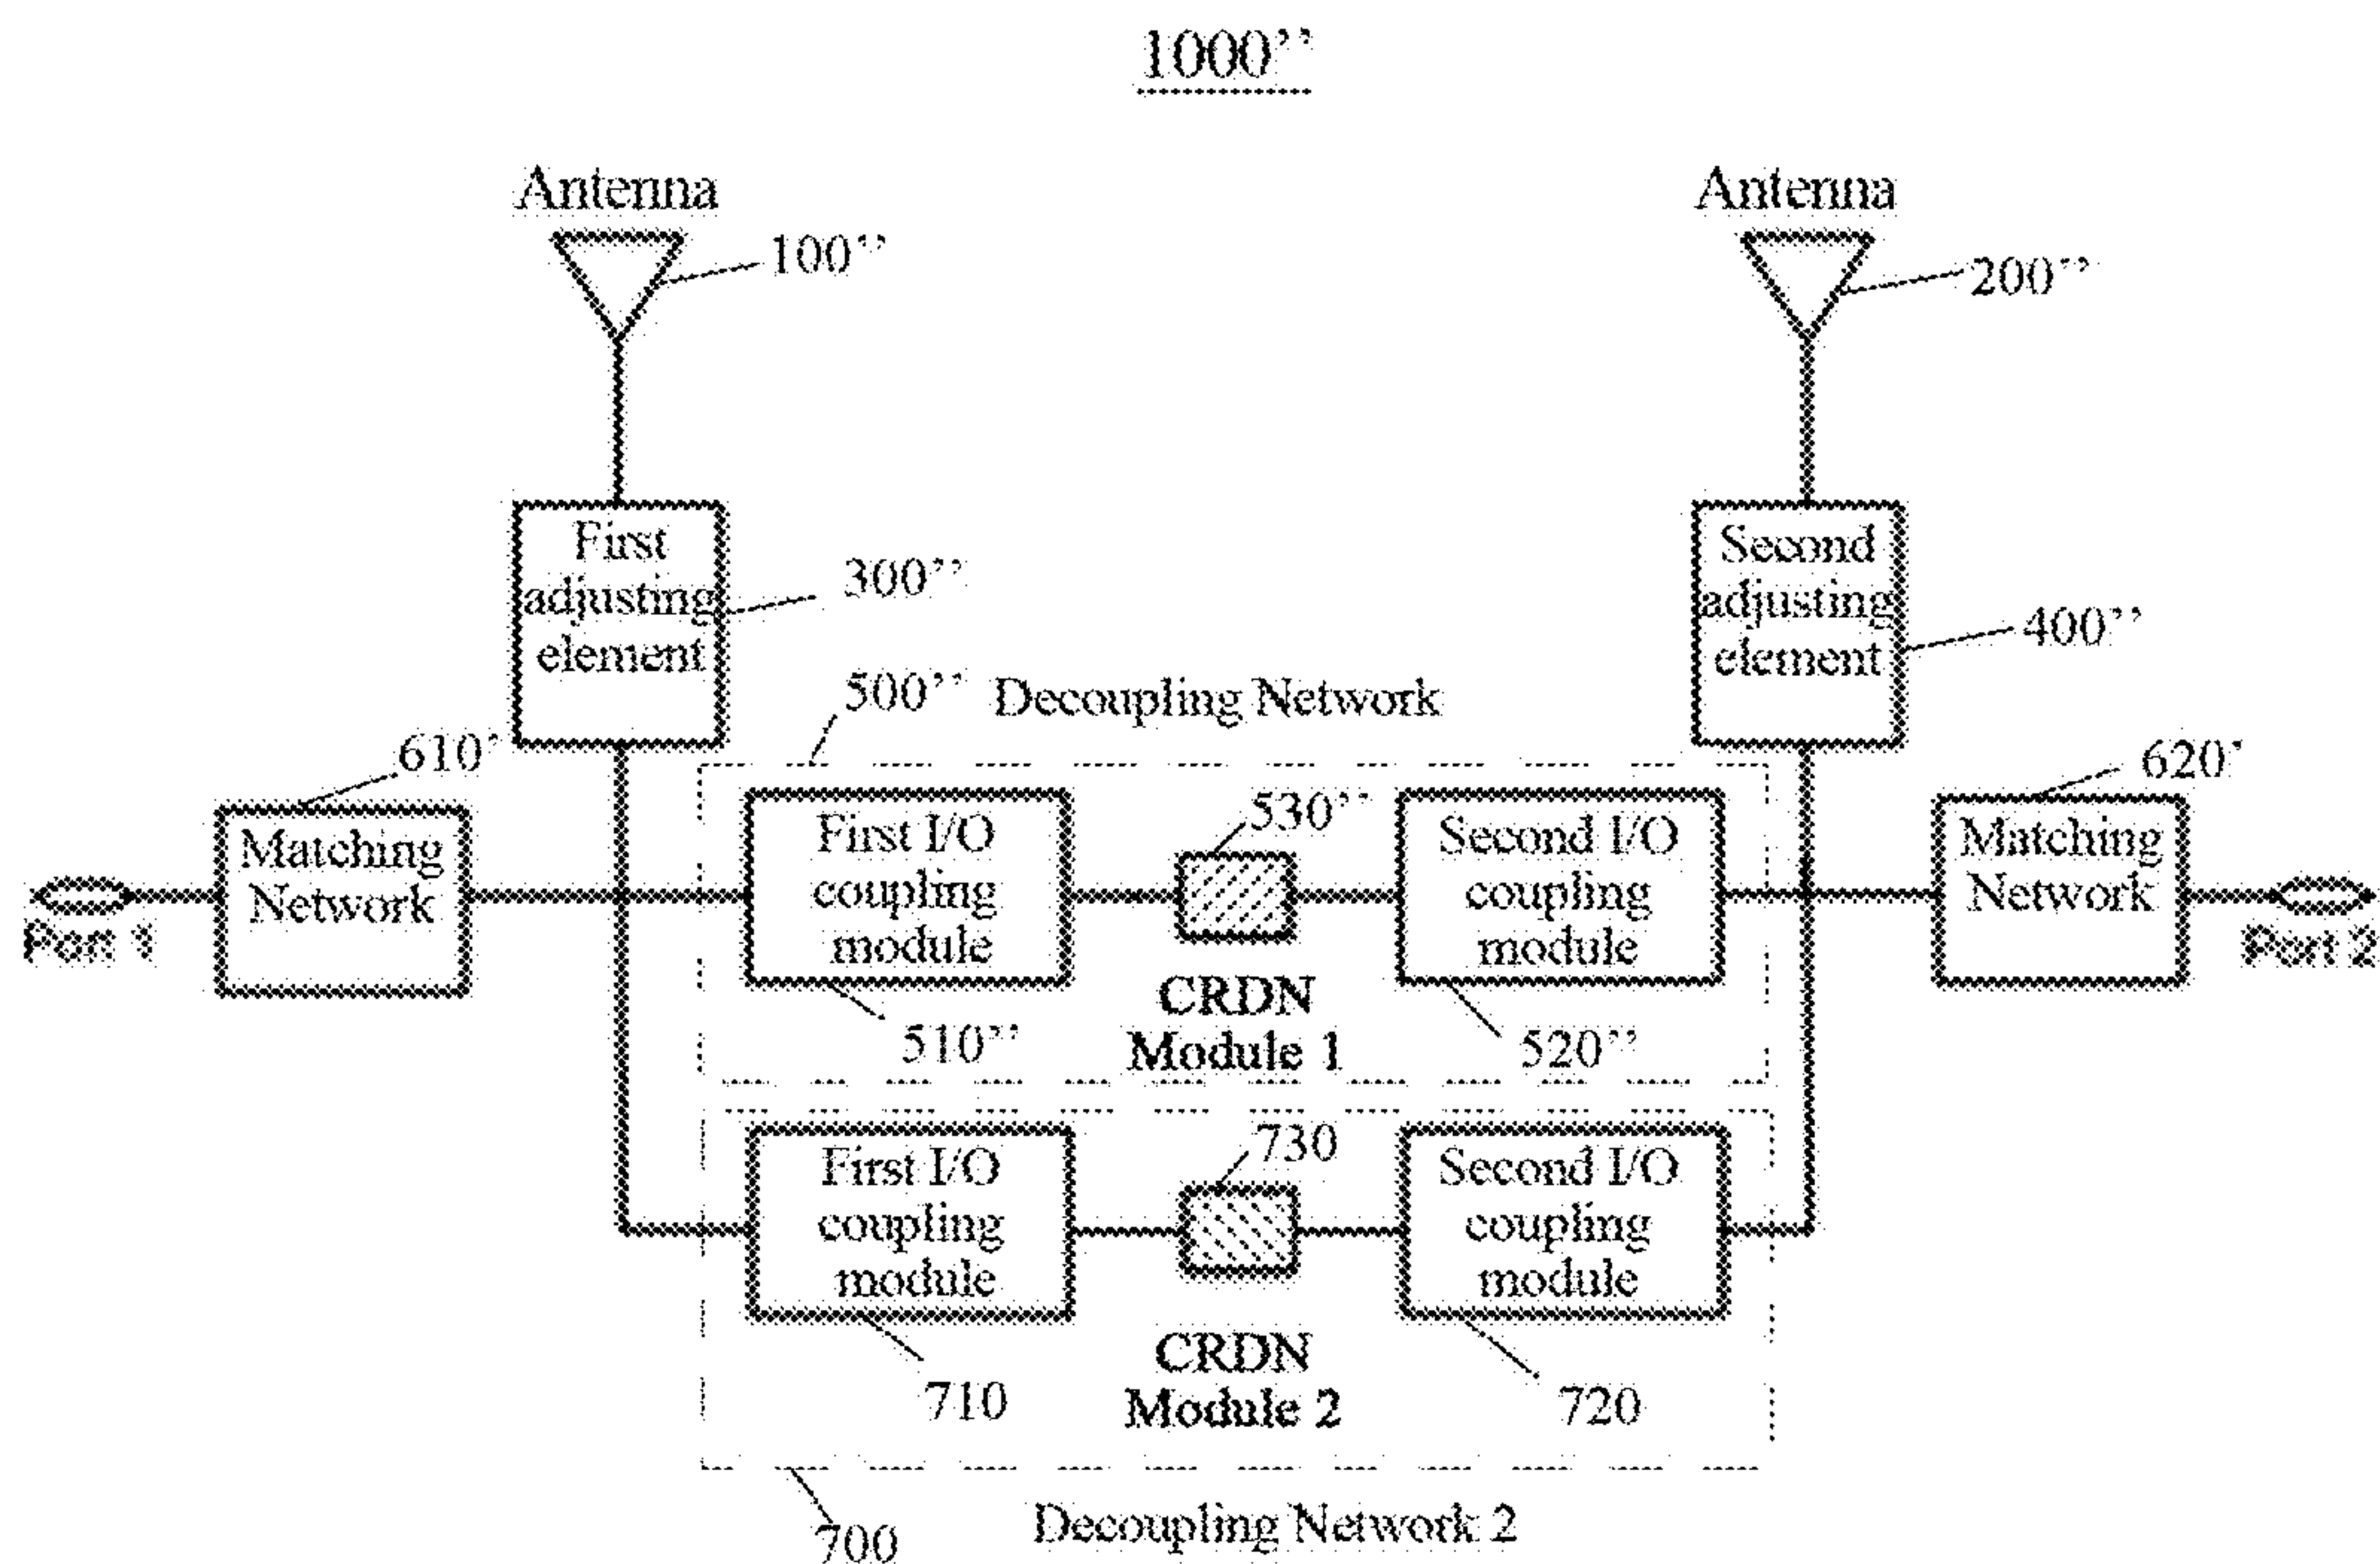 1000’’
Antenna
Antenna
100’’
200’’
First
adjusting
element
300’’
Second
adjusting
element
400’’
500’’
Decoupling Network
610’
620’
Matching
Network
First I/O
coupling
module
530’’
Second I/O
coupling
module
Matching
Network
Port 1
Port 2
CRDN
Module 1
510’’
520’’
First I/O
coupling
module
730
Second I/O
coupling
module
CRDN
Module 2
710
720
700
Decoupling Network 2